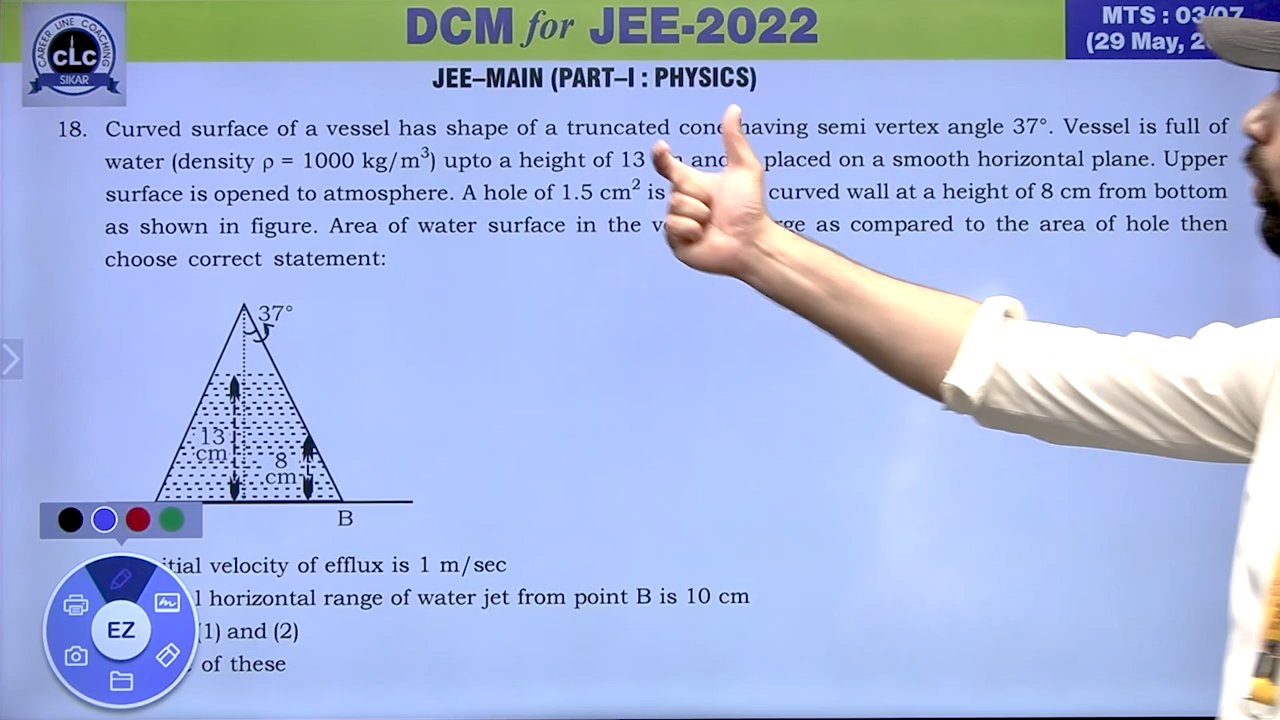 DCM for JEE-2022
MTS : 03/07
(29 May, 2
CAREER LINE COACHING
CLC
SIKAR
JEE–MAIN (PART–I : PHYSICS)
18. Curved surface of a vessel has shape of a truncated cone having semi vertex angle 37°. Vessel is full of
water (density ρ = 1000 kg/m³) upto a height of 13 and placed on a smooth horizontal plane. Upper
surface is opened to atmosphere. A hole of 1.5 cm² is curved wall at a height of 8 cm from bottom
as shown in figure. Area of water surface in the as compared to the area of hole then
choose correct statement:
37°
13
cm
8
cm
B
velocity of efflux is 1 m/sec
horizontal range of water jet from point B is 10 cm
(1) and (2)
of these
EZ